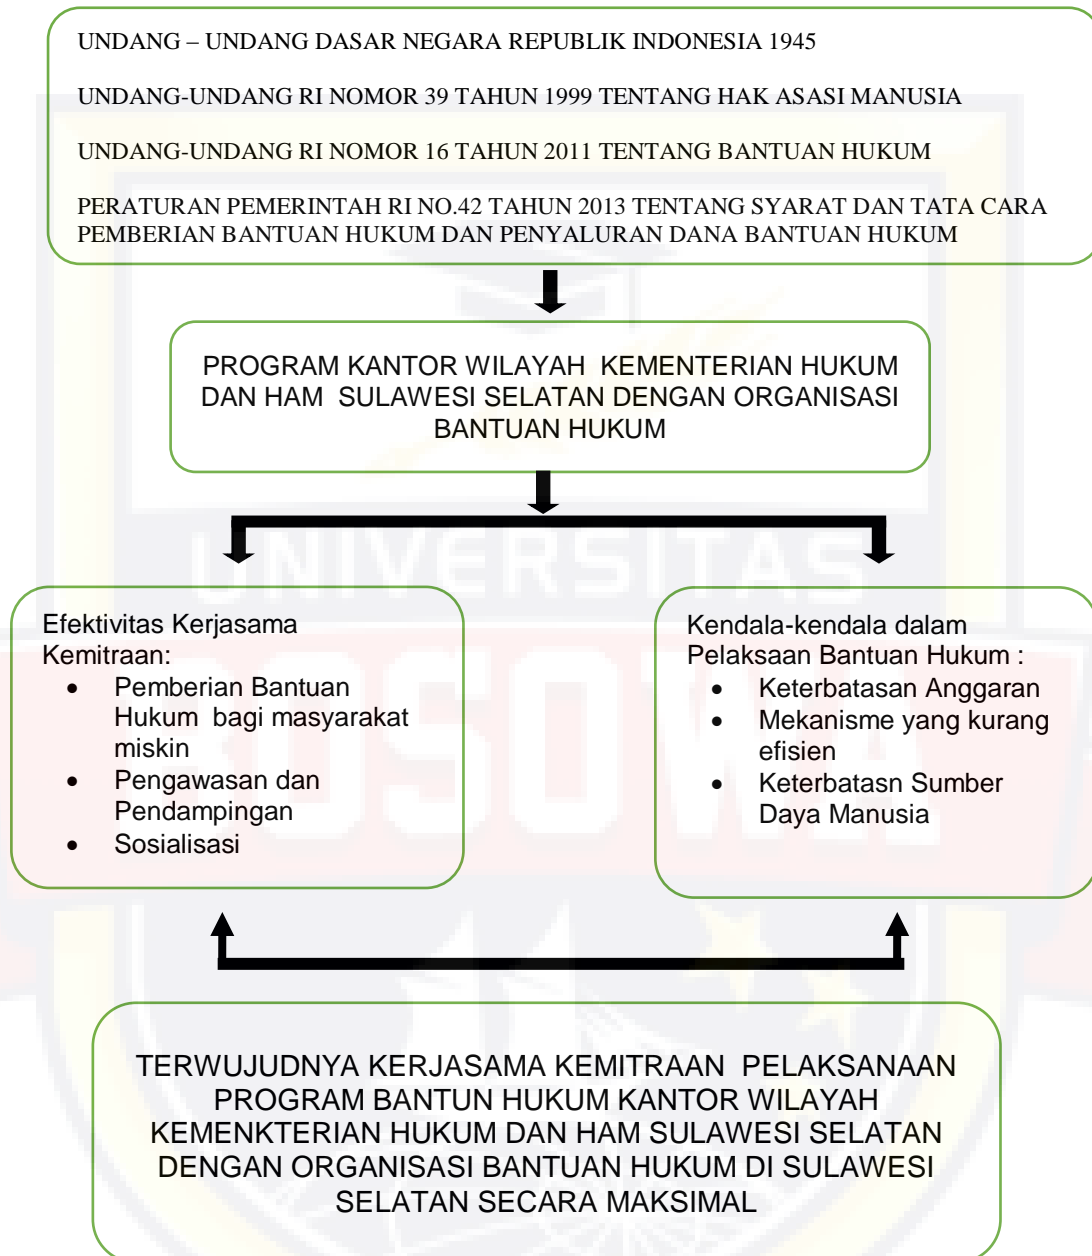 UNDANG – UNDANG DASAR NEGARA REPUBLIK INDONESIA 1945
UNDANG-UNDANG RI NOMOR 39 TAHUN 1999 TENTANG HAK ASASI MANUSIA
UNDANG-UNDANG RI NOMOR 16 TAHUN 2011 TENTANG BANTUAN HUKUM
PERATURAN PEMERINTAH RI NO.42 TAHUN 2013 TENTANG SYARAT DAN TATA CARA
PEMBERIAN BANTUAN HUKUM DAN PENYALURAN DANA BANTUAN HUKUM
PROGRAM KANTOR WILAYAH KEMENTERIAN HUKUM
DAN HAM SULAWESI SELATAN DENGAN ORGANISASI
BANTUAN HUKUM
UNIVERSITAS
BOSOWA
Efektivitas Kerjasama
Kemitraan:
• Pemberian Bantuan
Hukum bagi masyarakat
miskin
• Pengawasan dan
Pendampingan
• Sosialisasi
Kendala-kendala dalam
Pelaksaan Bantuan Hukum :
• Keterbatasan Anggaran
• Mekanisme yang kurang
efisien
• Keterbatasn Sumber
Daya Manusia
TERWUJUDNYA KERJASAMA KEMITRAAN PELAKSANAAN
PROGRAM BANTUN HUKUM KANTOR WILAYAH
KEMENKTERIAN HUKUM DAN HAM SULAWESI SELATAN
DENGAN ORGANISASI BANTUAN HUKUM DI SULAWESI
SELATAN SECARA MAKSIMAL